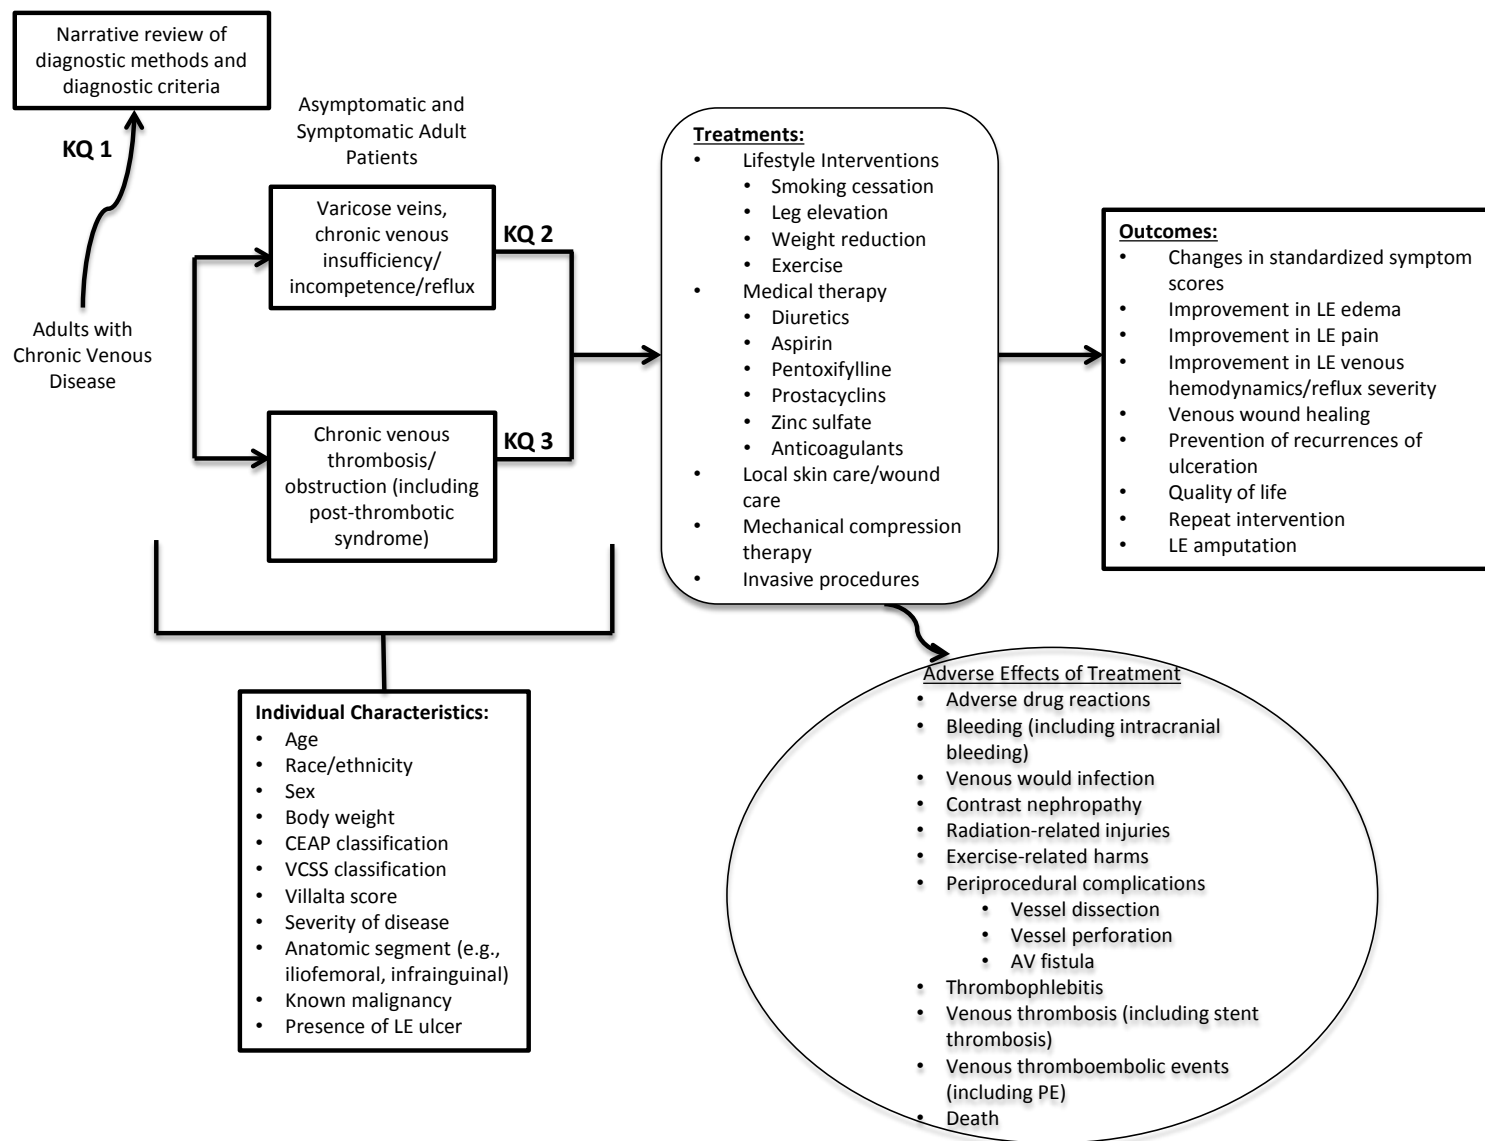 Narrative review of
diagnostic methods and
diagnostic criteria
KQ 1
Adults with
Chronic Venous
Disease
Asymptomatic and
Symptomatic Adult
Patients
Varicose veins,
chronic venous
insufficiency/
incompetence/reflux
KQ 2
Chronic venous
thrombosis/
obstruction (including
post-thrombotic
syndrome)
KQ 3
Individual Characteristics:
• Age
• Race/ethnicity
• Sex
• Body weight
• CEAP classification
• VCSS classification
• Villalta score
• Severity of disease
• Anatomic segment (e.g.,
iliofemoral, infrainguinal)
• Known malignancy
• Presence of LE ulcer
Treatments:
• Lifestyle Interventions
• Smoking cessation
• Leg elevation
• Weight reduction
• Exercise
• Medical therapy
• Diuretics
• Aspirin
• Pentoxifylline
• Prostacyclins
• Zinc sulfate
• Anticoagulants
• Local skin care/wound
care
• Mechanical compression
therapy
• Invasive procedures
Outcomes:
• Changes in standardized symptom
scores
• Improvement in LE edema
• Improvement in LE pain
• Improvement in LE venous
hemodynamics/reflux severity
• Venous wound healing
• Prevention of recurrences of
ulceration
• Quality of life
• Repeat intervention
• LE amputation
Adverse Effects of Treatment
• Adverse drug reactions
• Bleeding (including intracranial
bleeding)
• Venous would infection
• Contrast nephropathy
• Radiation-related injuries
• Exercise-related harms
• Periprocedural complications
• Vessel dissection
• Vessel perforation
• AV fistula
• Thrombophlebitis
• Venous thrombosis (including stent
thrombosis)
• Venous thromboembolic events
(including PE)
• Death